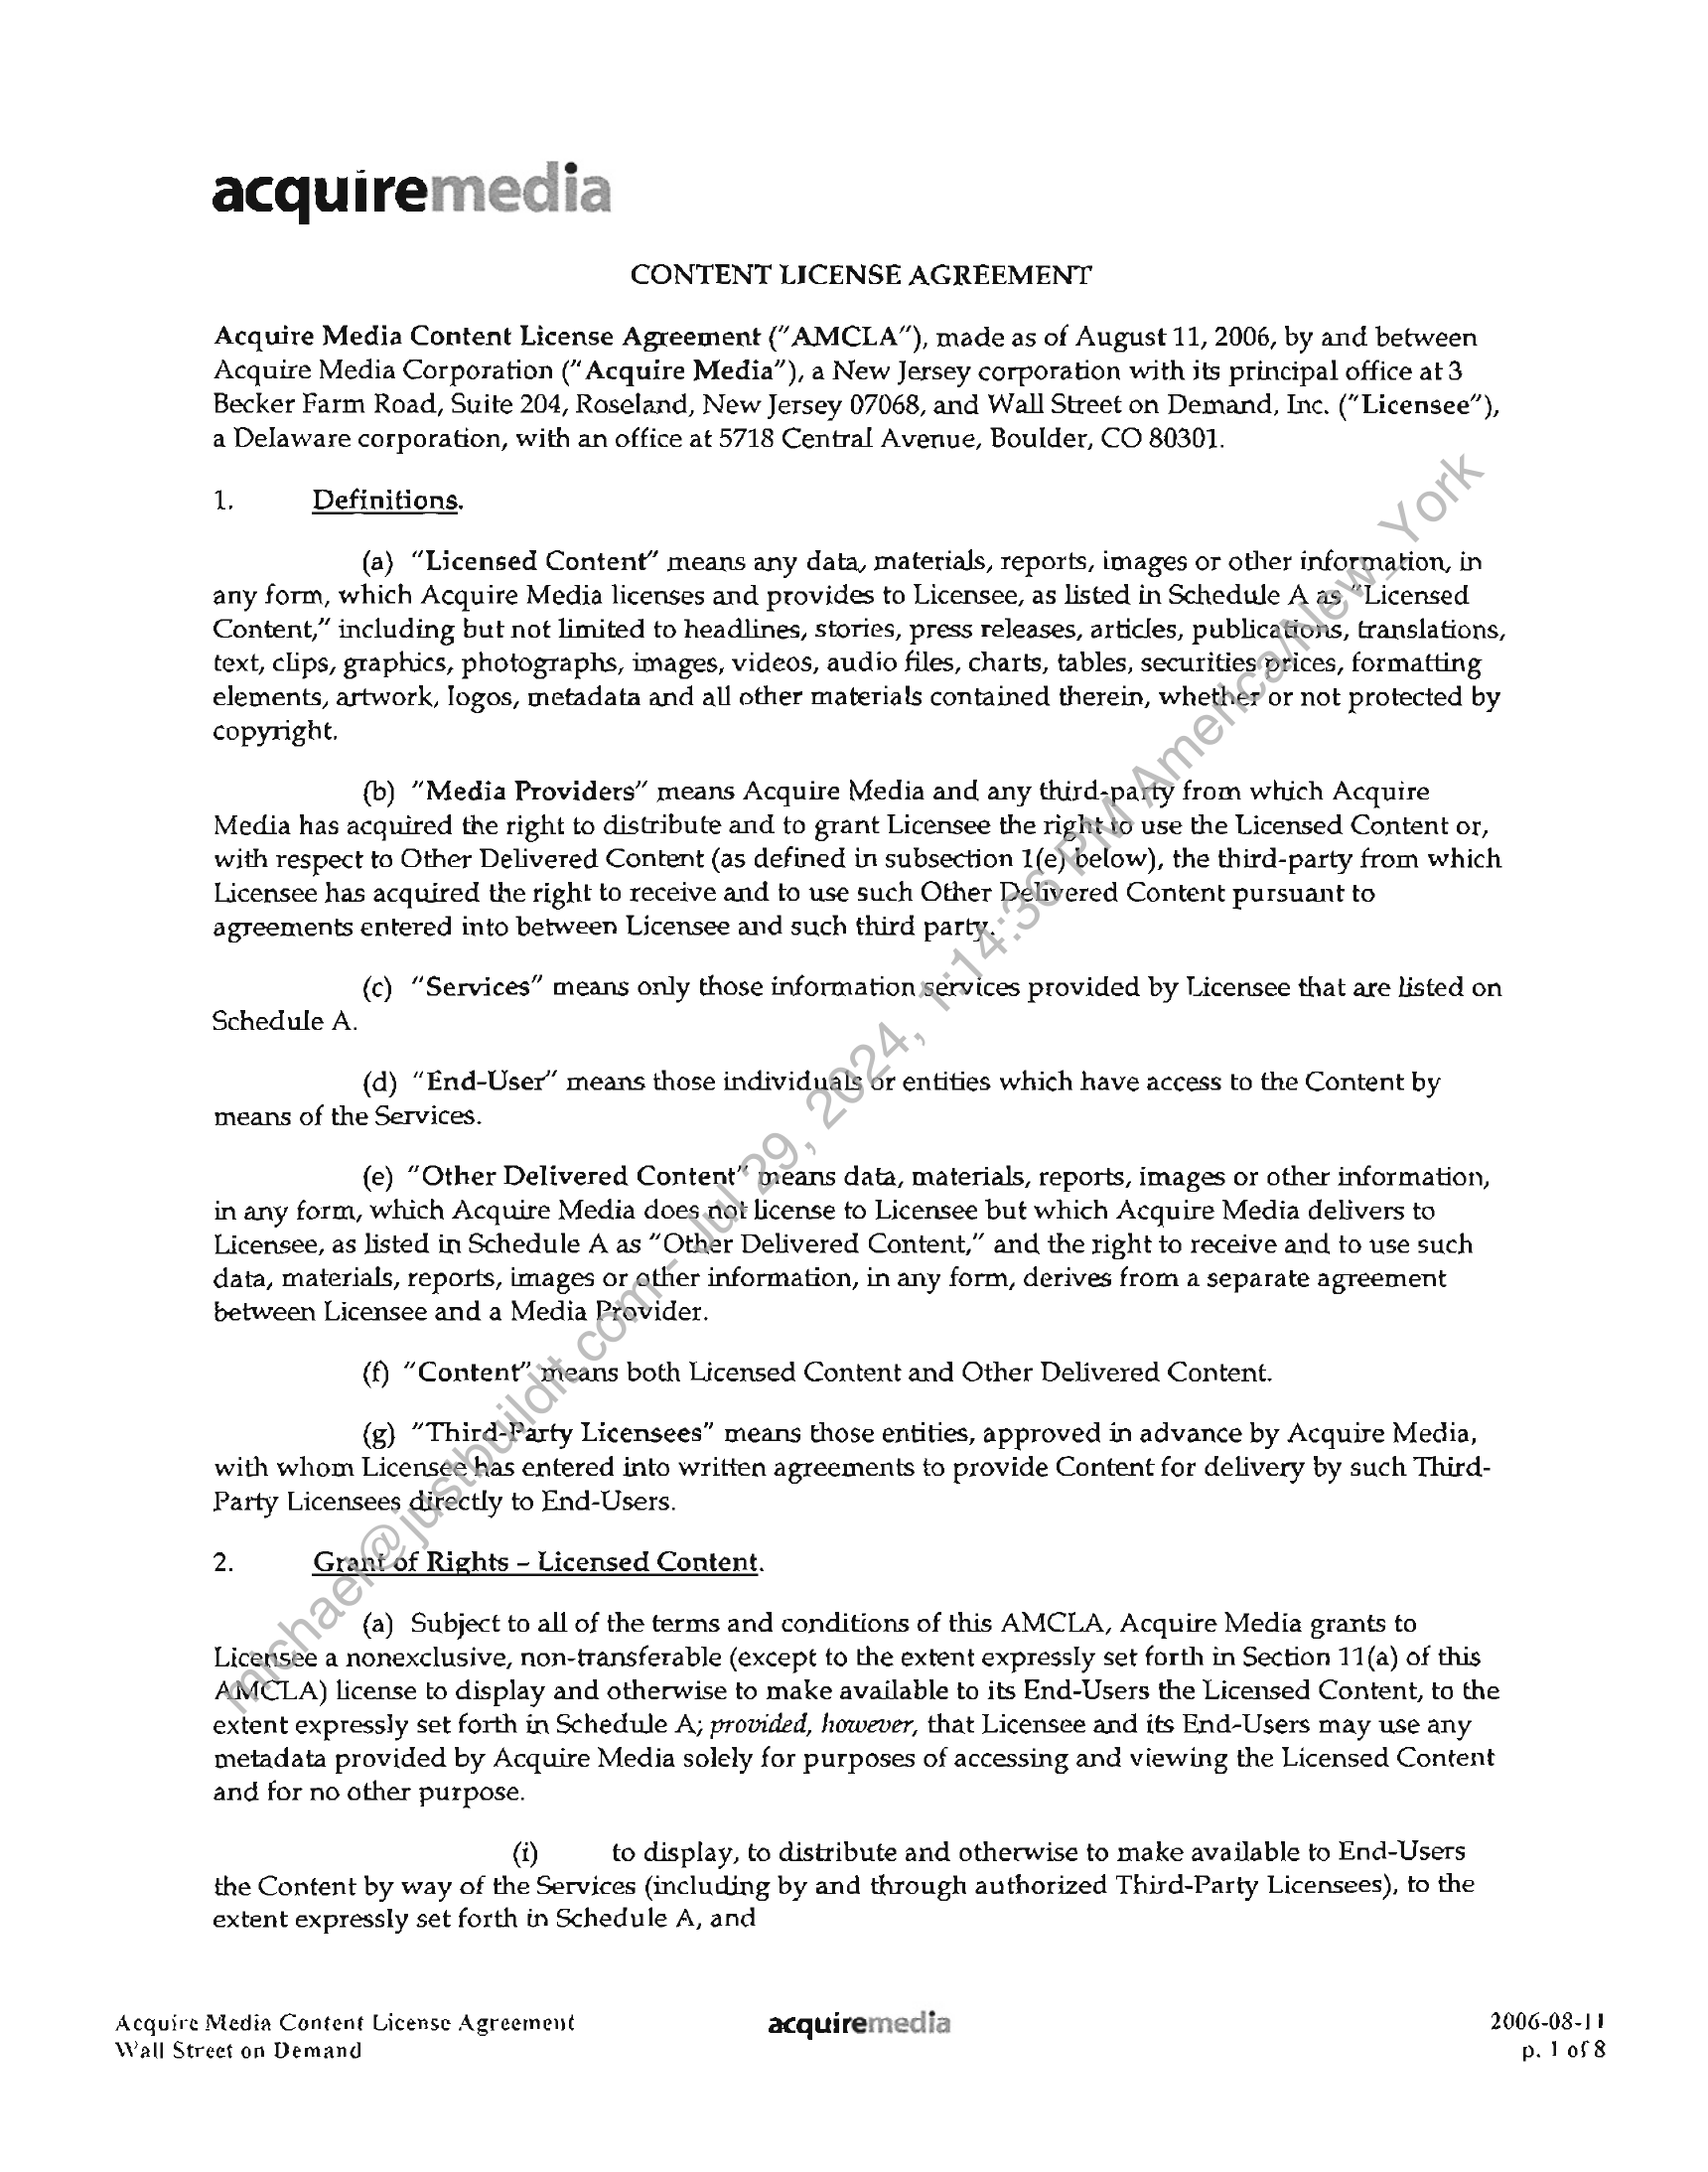 acquiremedia
CONTENT LICENSE AGREEMENT
Acquire Media Content License Agreement ("AMCLA"), made as of August 11, 2006, by and between
Acquire Media Corporation ("Acquire Media"), a New Jersey corporation with its principal office at 3
Becker Farm Road, Suite 204, Roseland, New Jersey 07068, and Wall Street on Demand, Inc. ("Licensee"),
a Delaware corporation, with an office at 5718 Central Avenue, Boulder, CO 80301.
1. Definitions.
(a) "Licensed Content" means any data, materials, reports, images or other information, in
any form, which Acquire Media licenses and provides to Licensee, as listed in Schedule A as "Licensed
Content," including but not limited to headlines, stories, press releases, articles, publications, translations,
text, clips, graphics, photographs, images, videos, audio files, charts, tables, securities prices, formatting
elements, artwork, logos, metadata and all other materials contained therein, whether or not protected by
copyright.
(b) "Media Providers" means Acquire Media and any third-party from which Acquire
Media has acquired the right to distribute and to grant Licensee the right to use the Licensed Content or,
with respect to Other Delivered Content (as defined in subsection 1(e) below), the third-party from which
Licensee has acquired the right to receive and to use such Other Delivered Content pursuant to
agreements entered into between Licensee and such third party.
(c) "Services" means only those information services provided by Licensee that are listed on
Schedule A.
(d) "End-User" means those individuals or entities which have access to the Content by
means of the Services.
(e) "Other Delivered Content" means data, materials, reports, images or other information,
in any form, which Acquire Media does not license to Licensee but which Acquire Media delivers to
Licensee, as listed in Schedule A as "Other Delivered Content," and the right to receive and to use such
data, materials, reports, images or other information, in any form, derives from a separate agreement
between Licensee and a Media Provider.
(f) "Content" means both Licensed Content and Other Delivered Content.
(g) "Third-Party Licensees" means those entities, approved in advance by Acquire Media,
with whom Licensee has entered into written agreements to provide Content for delivery by such Third-
Party Licensees directly to End-Users.
2. Grant of Rights – Licensed Content.
(a) Subject to all of the terms and conditions of this AMCLA, Acquire Media grants to
Licensee a nonexclusive, non-transferable (except to the extent expressly set forth in Section 11(a) of this
AMCLA) license to display and otherwise to make available to its End-Users the Licensed Content, to the
extent expressly set forth in Schedule A; provided, however, that Licensee and its End-Users may use any
metadata provided by Acquire Media solely for purposes of accessing and viewing the Licensed Content
and for no other purpose.
(i) to display, to distribute and otherwise to make available to End-Users
the Content by way of the Services (including by and through authorized Third-Party Licensees), to the
extent expressly set forth in Schedule A, and
michael@justbuildit.com - Jul 29, 2024, 1:14:36 PM America/New_York
Acquire Media Content License Agreement acquiremedia 2006-08-11
Wall Street on Demand p. 1 of 8